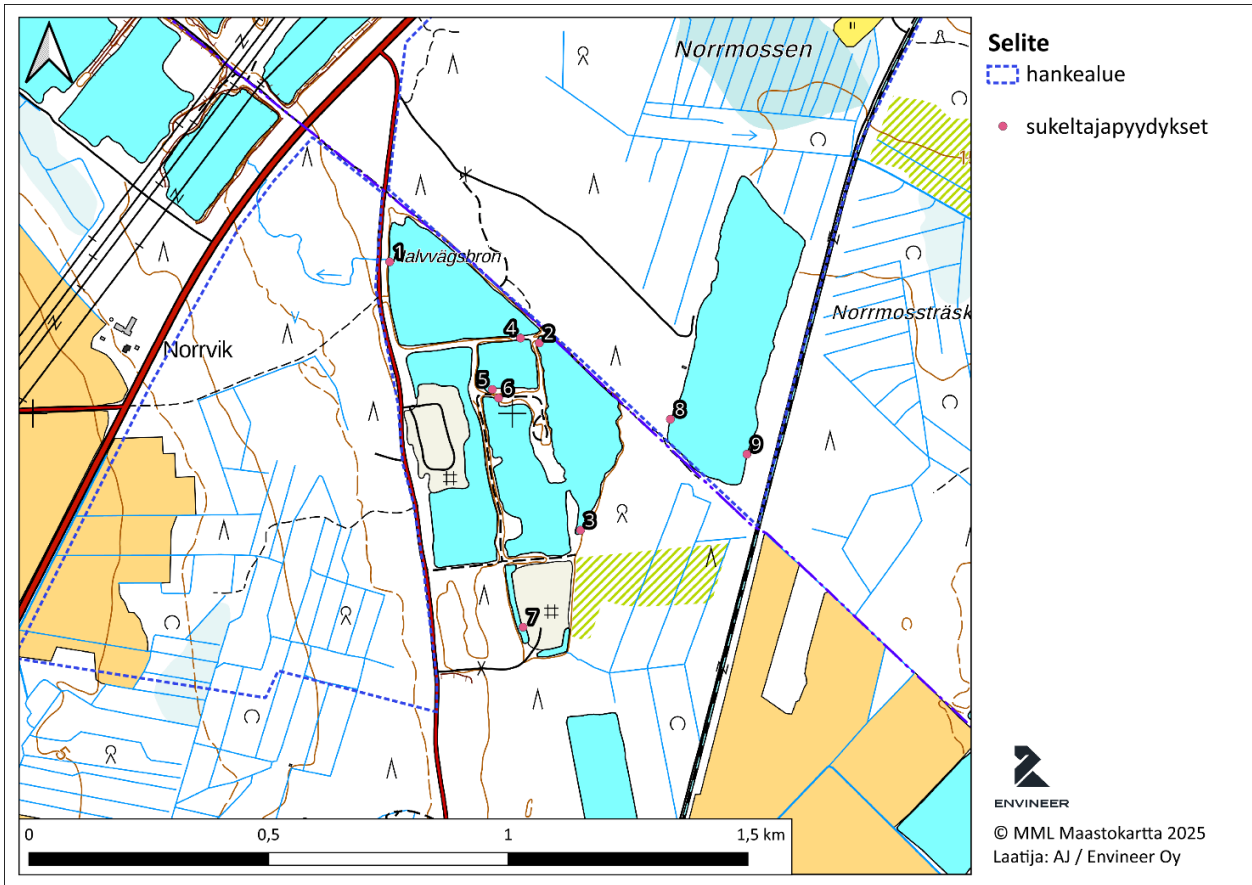 Norrmossen
Selite
hankealue
sukeltajapyydykset
1
Halvvägsbron
Norrmossträsk
Norrvik
4
2
5
6
8
9
3
7
5
0
0,5
1
1,5 km
ENVINEER
© MML Maastokartta 2025
Laatija: AJ / Envineer Oy